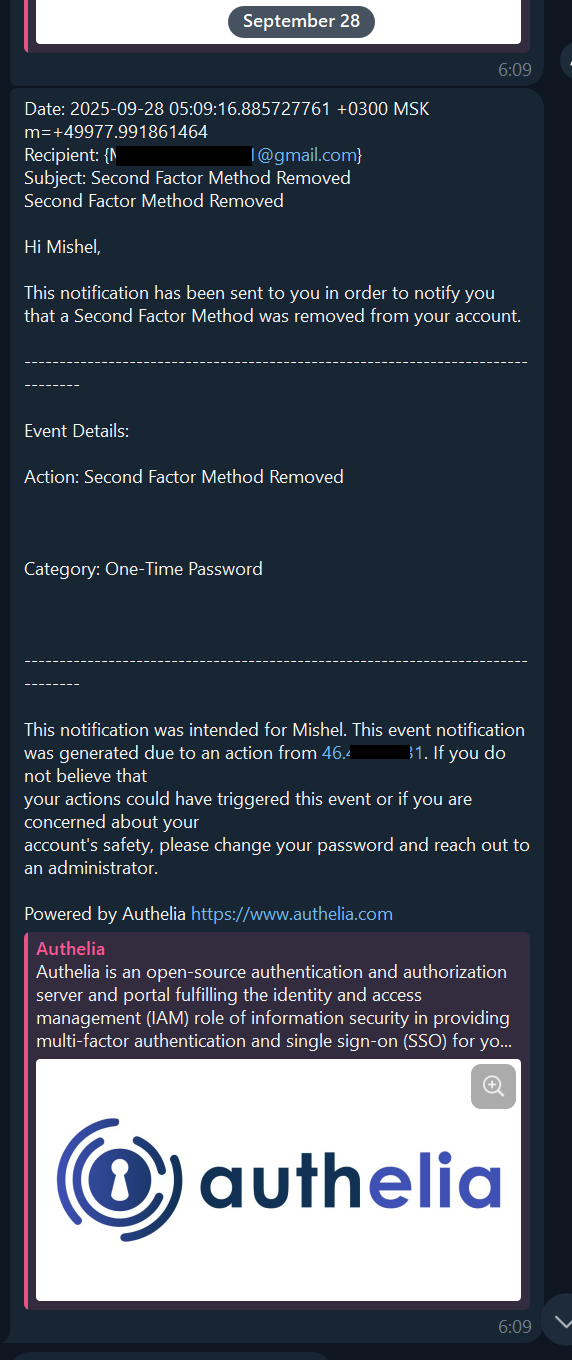 September 28
6:09
Date: 2025-09-28 05:09:16.885727761 +0300 MSK
m=+49977.991861464
Recipient: {M 1@gmail.com}
Subject: Second Factor Method Removed
Second Factor Method Removed
Hi Mishel,
This notification has been sent to you in order to notify you
that a Second Factor Method was removed from your account.
------------------------------------------------------------------------
--------
Event Details:
Action: Second Factor Method Removed
Category: One-Time Password
------------------------------------------------------------------------
--------
This notification was intended for Mishel. This event notification
was generated due to an action from 46.4 31. If you do
not believe that
your actions could have triggered this event or if you are
concerned about your
account's safety, please change your password and reach out to
an administrator.
Powered by Authelia https://www.authelia.com
Authelia
Authelia is an open-source authentication and authorization
server and portal fulfilling the identity and access
management (IAM) role of information security in providing
multi-factor authentication and single sign-on (SSO) for yo...
authelia
6:09